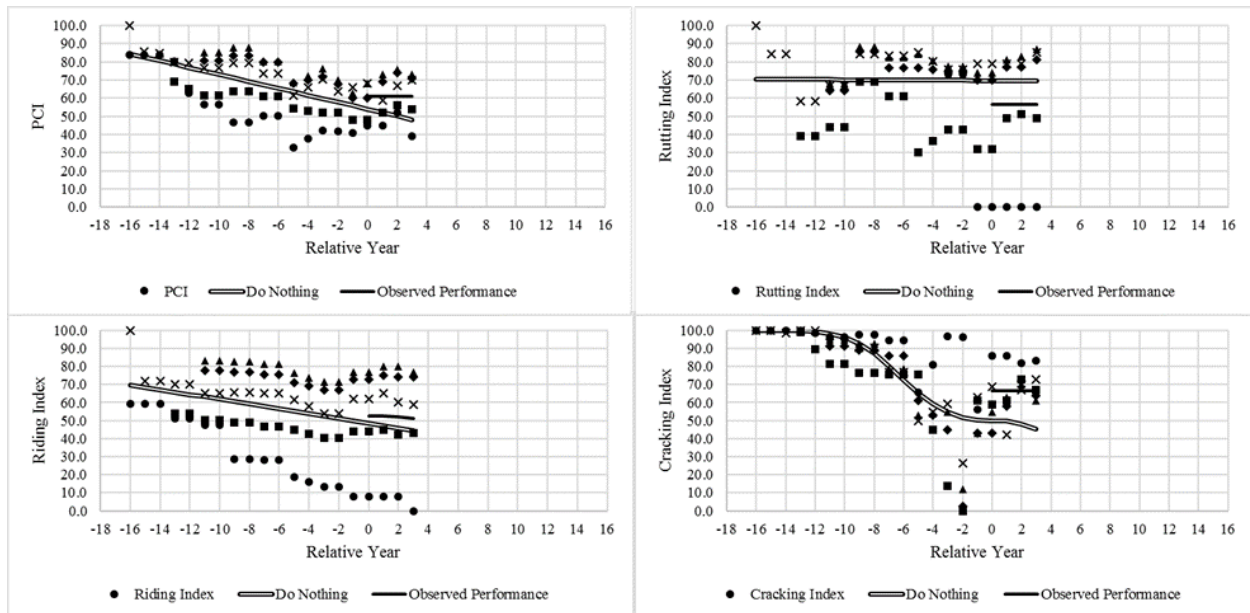 100.0
90.0
80.0
70.0
60.0
50.0
40.0
30.0
20.0
10.0
0.0
PCI
-18 -16 -14 -12 -10 -8 -6 -4 -2 0 2 4 6 8 10 12 14 16
Relative Year
PCI Do Nothing Observed Performance
100.0
90.0
80.0
70.0
60.0
50.0
40.0
30.0
20.0
10.0
0.0
Rutting Index
-18 -16 -14 -12 -10 -8 -6 -4 -2 0 2 4 6 8 10 12 14 16
Relative Year
Rutting Index Do Nothing Observed Performance
100.0
90.0
80.0
70.0
60.0
50.0
40.0
30.0
20.0
10.0
0.0
Riding Index
-18 -16 -14 -12 -10 -8 -6 -4 -2 0 2 4 6 8 10 12 14 16
Relative Year
Riding Index Do Nothing Observed Performance
100.0
90.0
80.0
70.0
60.0
50.0
40.0
30.0
20.0
10.0
0.0
Cracking Index
-18 -16 -14 -12 -10 -8 -6 -4 -2 0 2 4 6 8 10 12 14 16
Relative Year
Cracking Index Do Nothing Observed Performance